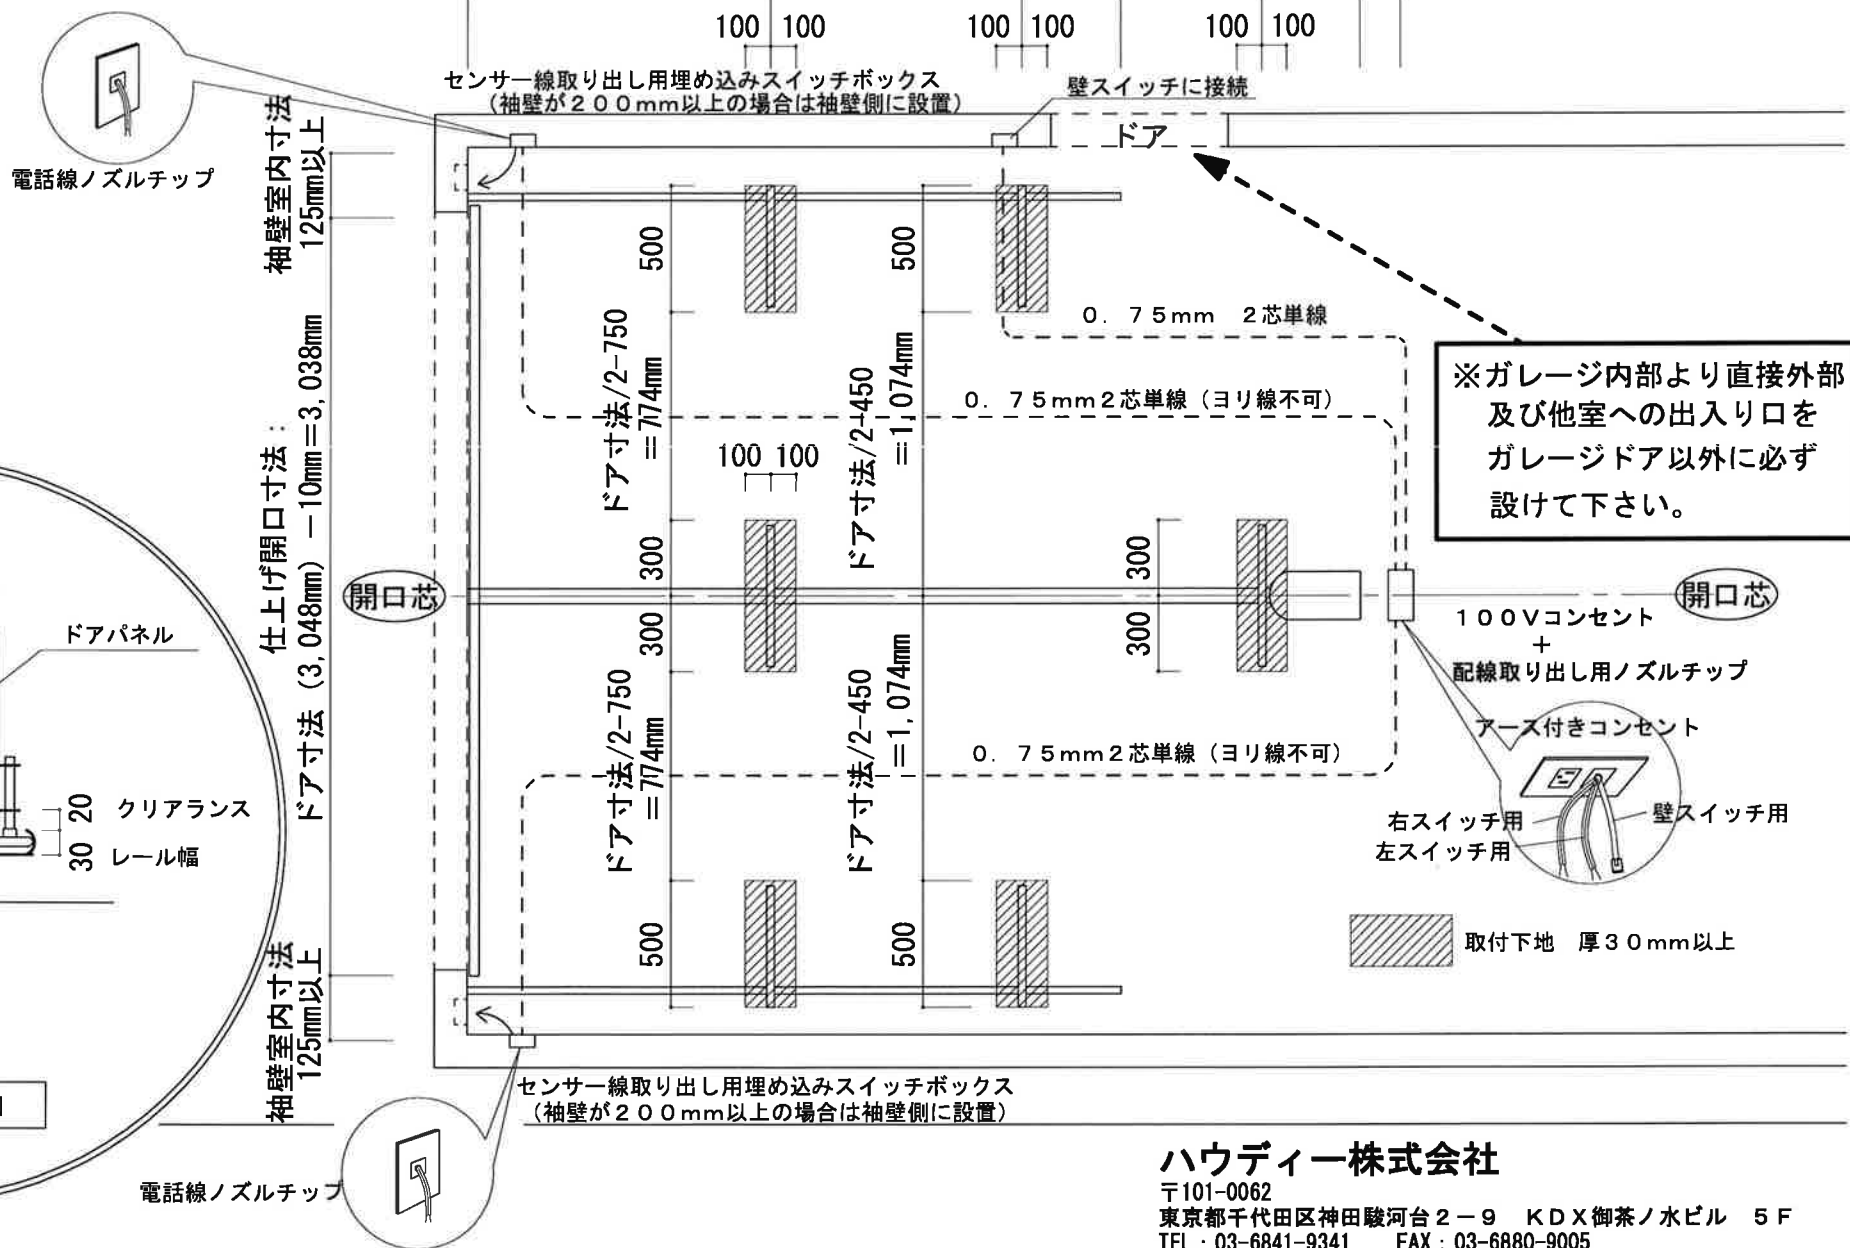 100 100
100 100
100 100
センサー線取り出し用埋め込みスイッチボックス
(袖壁が200mm以上の場合は袖壁側に設置)
壁スイッチに接続
ドア
電話線ノズルチップ
袖壁室内寸法
125mm以上
500
500
0.75mm 2芯単線
※ガレージ内部より直接外部
及び他室への出入り口を
ガレージドア以外に必ず
設けて下さい。
ドア寸法/2-750
=774mm
ドア寸法/2-450
=1,074mm
0.75mm2芯単線(ヨリ線不可)
100 100
仕上げ開口寸法:
ドア寸法(3,048mm)-10mm=3,038mm
開口芯
300
300
300
300
開口芯
100Vコンセント
+
配線取り出し用ノズルチップ
アース付きコンセント
ドアパネル
ドア寸法/2-750
=774mm
ドア寸法/2-450
=1,074mm
0.75mm2芯単線(ヨリ線不可)
20 クリアランス
30 レール幅
右スイッチ用
左スイッチ用
壁スイッチ用
500
500
取付下地 厚30mm以上
袖壁室内寸法
125mm以上
センサー線取り出し用埋め込みスイッチボックス
(袖壁が200mm以上の場合は袖壁側に設置)
電話線ノズルチップ
ハウディー株式会社
〒101-0062
東京都千代田区神田駿河台2-9 KDX御茶ノ水ビル 5F
TEL:03-6841-9341 FAX:03-6880-9005